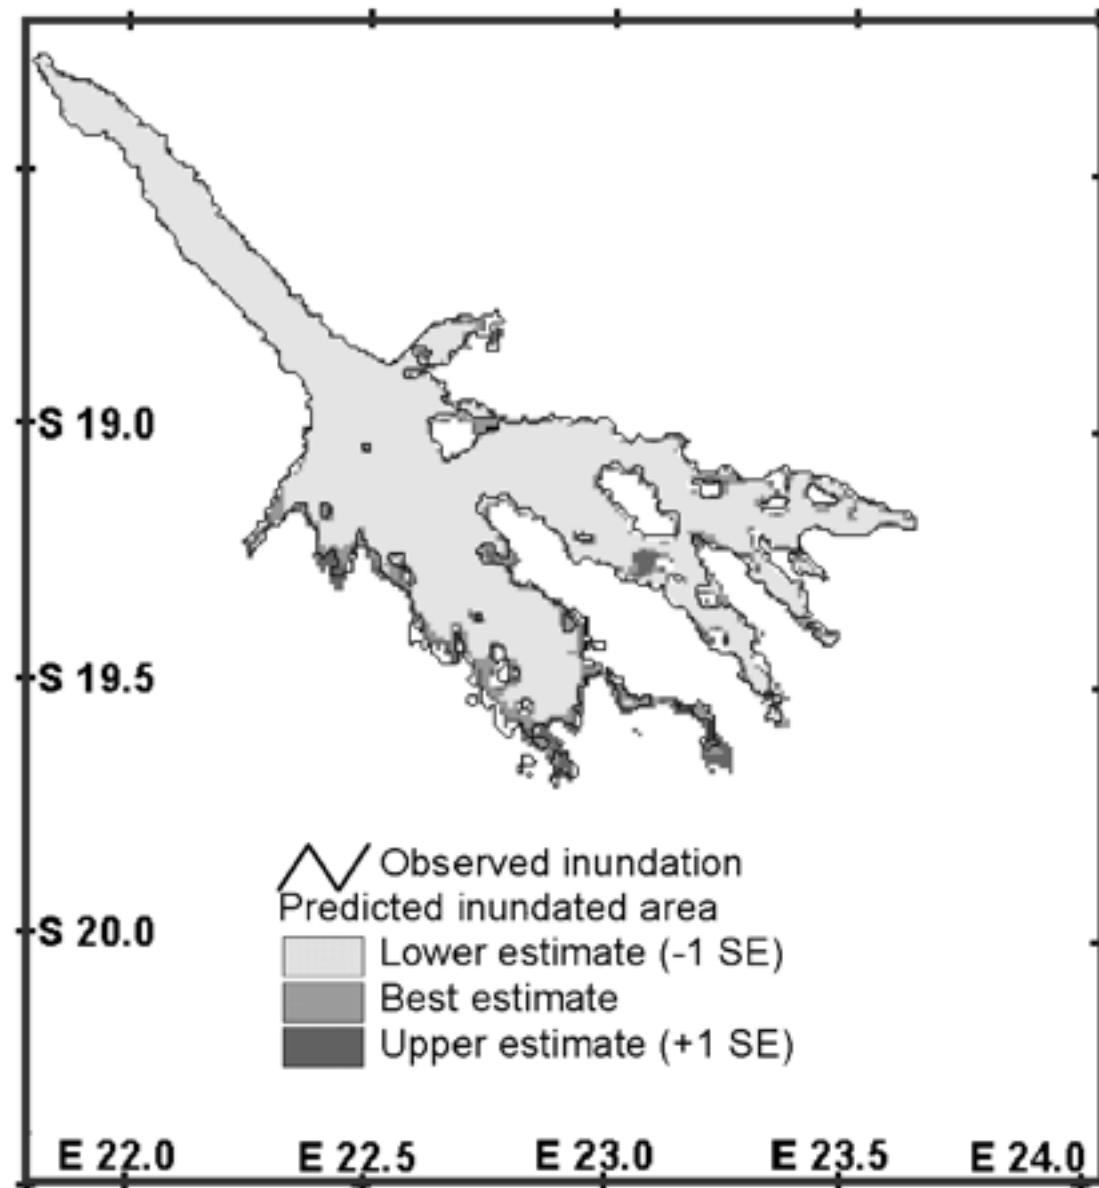 S 19.0
S 19.5
Observed inundation
Predicted inundated area
S 20.0
Lower estimate (-1 SE)
Best estimate
Upper estimate (+1 SE)
E 22.0 E 22.5 E 23.0 E 23.5 E 24.0